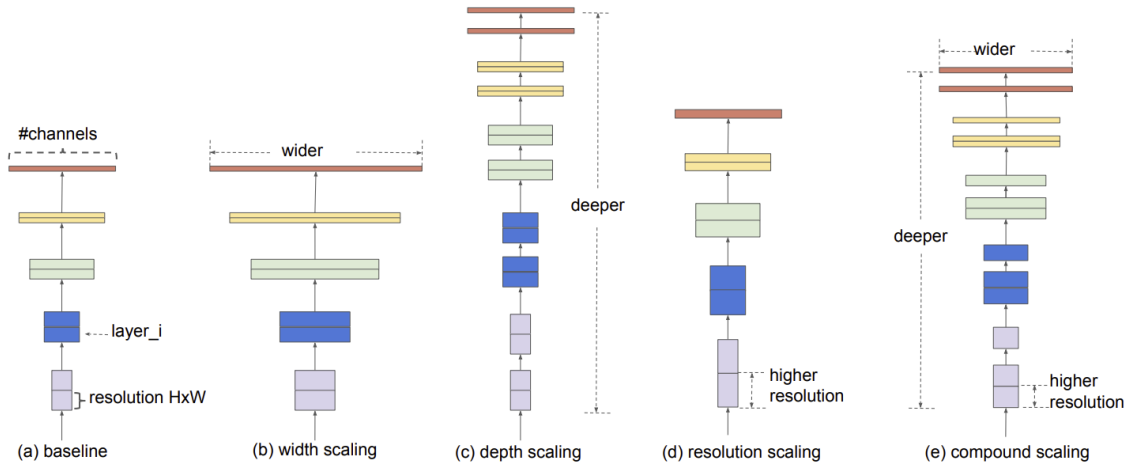 #channels
layer_i
resolution HxW
(a) baseline
wider
(b) width scaling
deeper
(c) depth scaling
higher
resolution
(d) resolution scaling
wider
deeper
higher
resolution
(e) compound scaling